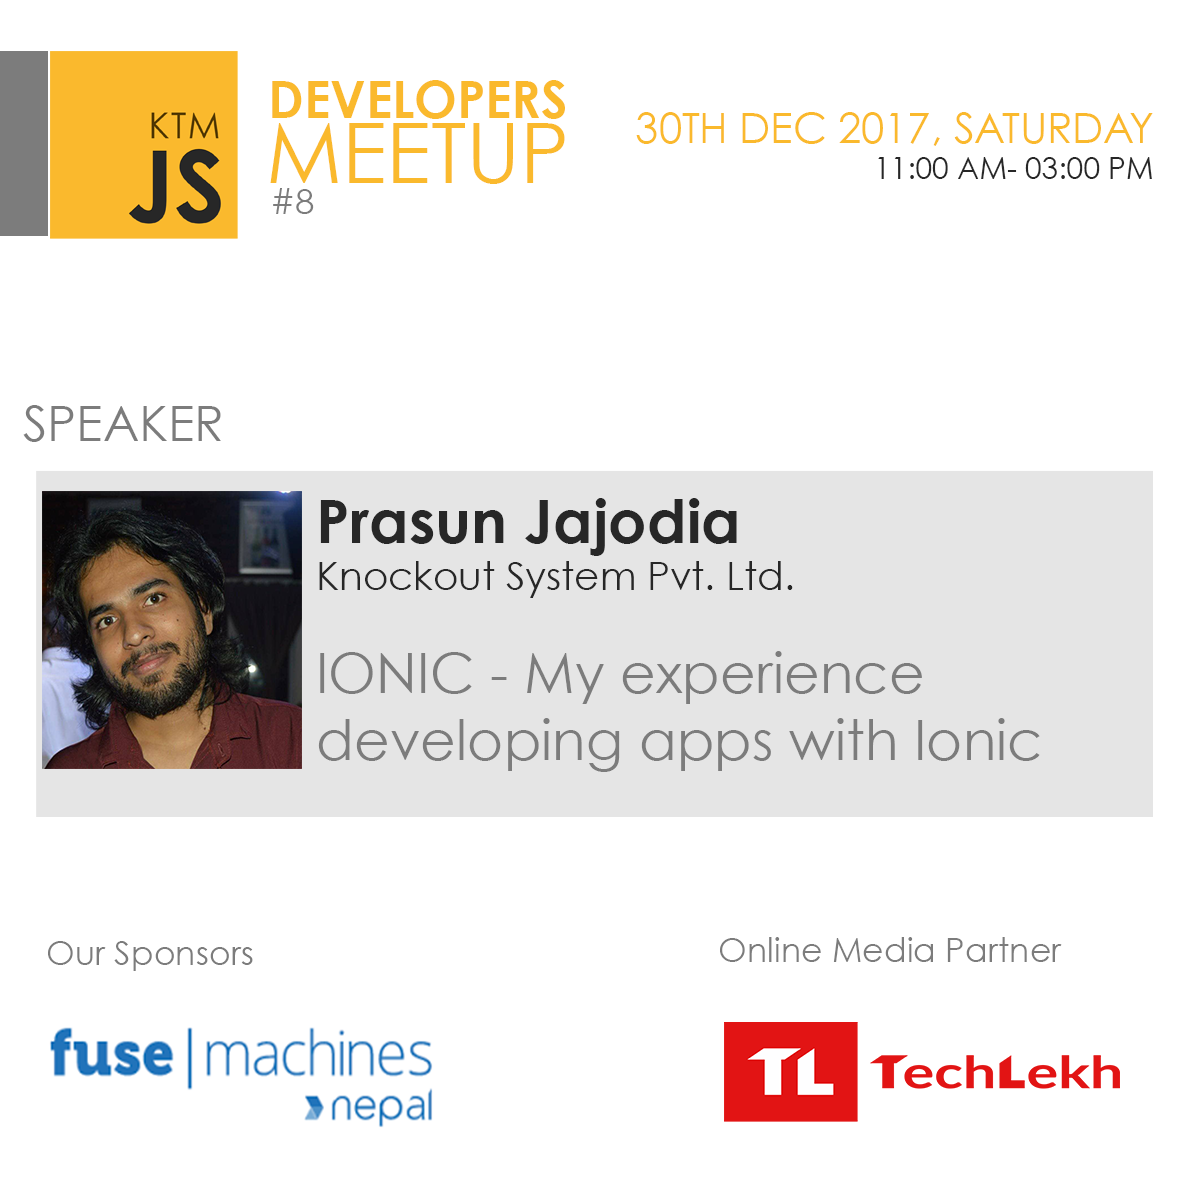 KTM
JS
DEVELOPERS
MEETUP
#8
30TH DEC 2017, SATURDAY
11:00 AM- 03:00 PM
SPEAKER
Prasun Jajodia
Knockout System Pvt. Ltd.
IONIC - My experience
developing apps with Ionic
Our Sponsors
fuse|machines
nepal
Online Media Partner
TL TechLekh